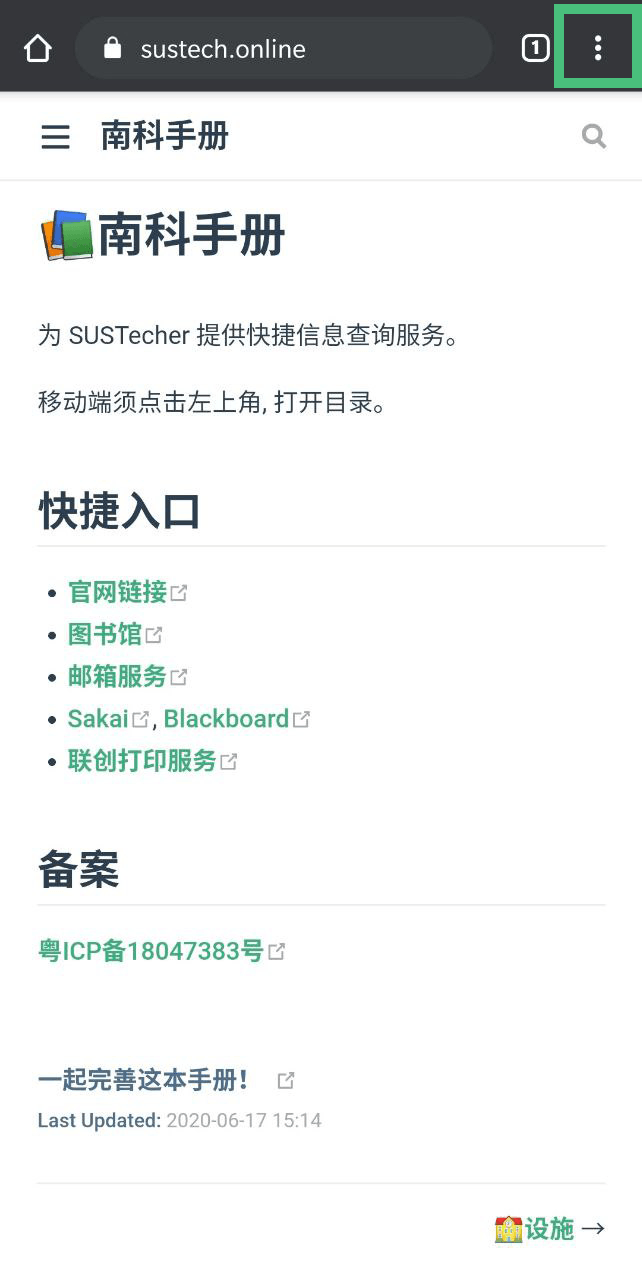 sustech.online
1
南科手册
📚南科手册
为 SUSTecher 提供快捷信息查询服务。
移动端须点击左上角, 打开目录。
快捷入口
官网链接
图书馆
邮箱服务
Sakai, Blackboard
联创打印服务
备案
粤ICP备18047383号
一起完善这本手册！
Last Updated: 2020-06-17 15:14
🏫设施 →